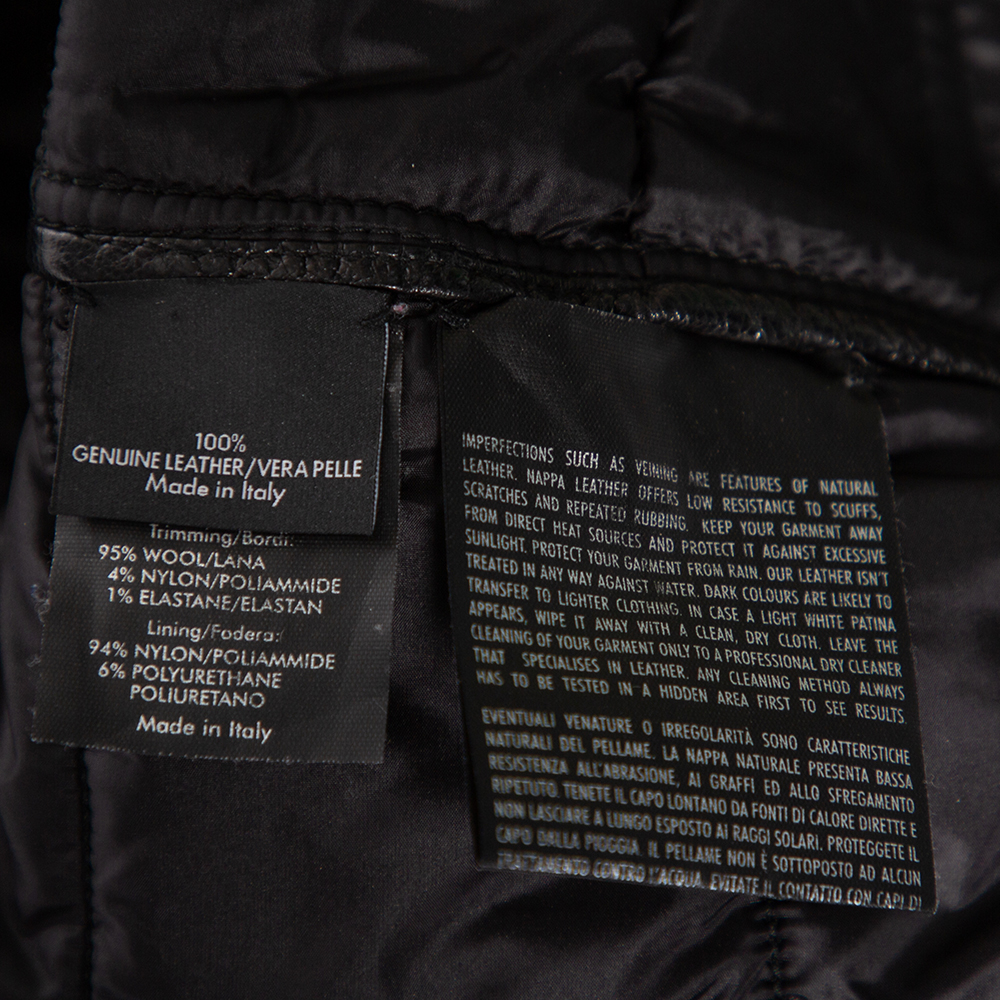 100%
GENUINE LEATHER/VERA PELLE
Made in Italy
Trimming/Bordi:
95% WOOL/LANA
4% NYLON/POLIAMMIDE
1% ELASTANE/ELASTAN
Lining/Fodera:
94% NYLON/POLIAMMIDE
6% POLYURETHANE
POLIURETANO
Made in Italy
IMPERFECTIONS SUCH AS VEINING ARE FEATURES OF NATURAL
LEATHER. NAPPA LEATHER OFFERS LOW RESISTANCE TO SCUFFS,
SCRATCHES AND REPEATED RUBBING. KEEP YOUR GARMENT AWAY
FROM DIRECT HEAT SOURCES AND PROTECT IT AGAINST EXCESSIVE
SUNLIGHT. PROTECT YOUR GARMENT FROM RAIN. OUR LEATHER ISN'T
TREATED IN ANY WAY AGAINST WATER. DARK COLOURS ARE LIKELY TO
TRANSFER TO LIGHTER CLOTHING. IN CASE A LIGHT WHITE PATINA
APPEARS, WIPE IT AWAY WITH A CLEAN, DRY CLOTH. LEAVE THE
CLEANING OF YOUR GARMENT ONLY TO A PROFESSIONAL DRY CLEANER
THAT SPECIALISES IN LEATHER. ANY CLEANING METHOD ALWAYS
HAS TO BE TESTED IN A HIDDEN AREA FIRST TO SEE RESULTS.
EVENTUALI VENATURE O IRREGOLARITÀ SONO CARATTERISTICHE
NATURALI DEL PELLAME. LA NAPPA NATURALE PRESENTA BASSA
RESISTENZA ALL'ABRASIONE, AI GRAFFI ED ALLO SFREGAMENTO
RIPETUTO. TENETE IL CAPO LONTANO DA FONTI DI CALORE DIRETTE E
NON LASCIARE A LUNGO ESPOSTO AI RAGGI SOLARI. PROTEGGETE IL
CAPO DALLA PIOGGIA. IL PELLAME NON È SOTTOPOSTO AD ALCUN
TRATTAMENTO CONTRO L'ACQUA. EVITATE IL CONTATTO CON CAPI DI